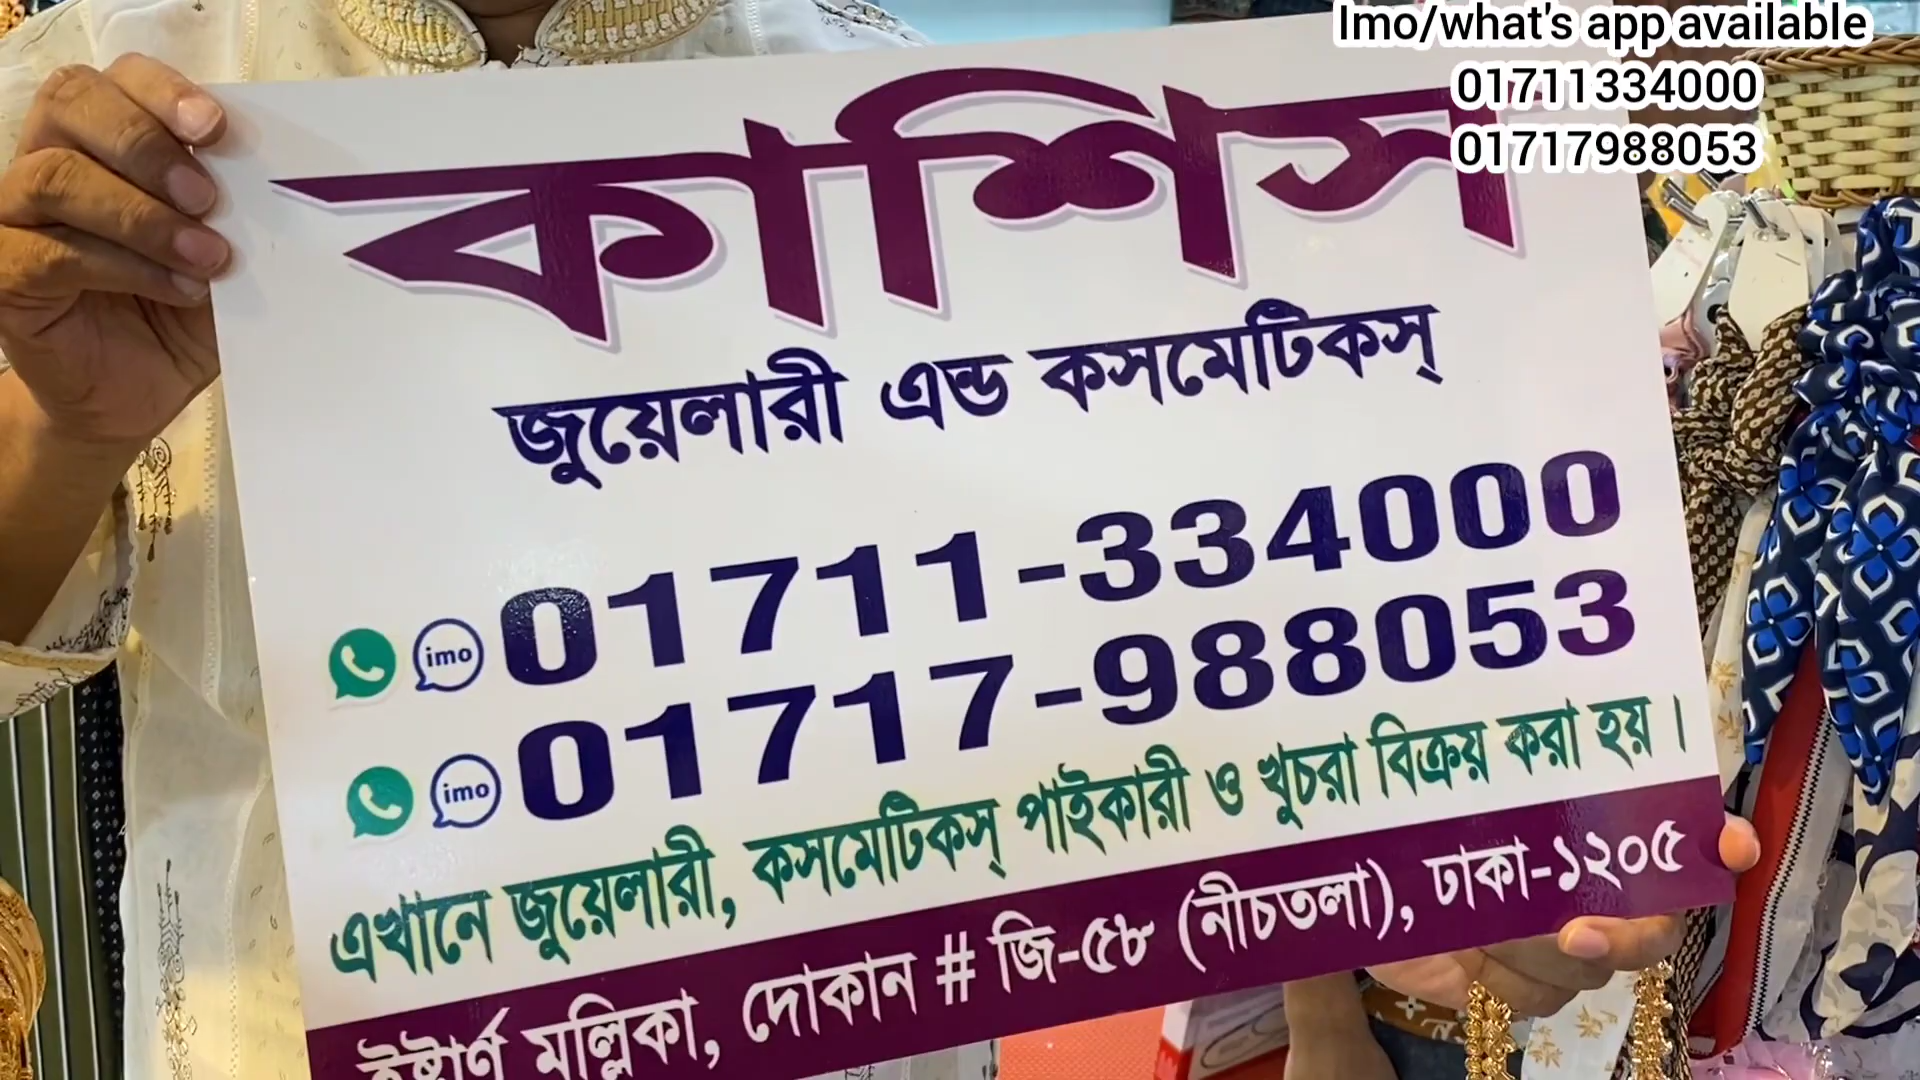 Imo/what's app available
01711334000
01717988053
কাশিস
জুয়েলারী এন্ড কসমেটিকস্
imo 01711-334000
imo 01717-988053
এখানে জুয়েলারী, কসমেটিকস্ পাইকারী ও খুচরা বিক্রয় করা হয়।
ইষ্টার্ণ মল্লিকা, দোকান # জি-৫৮ (নীচতলা), ঢাকা-১২০৫